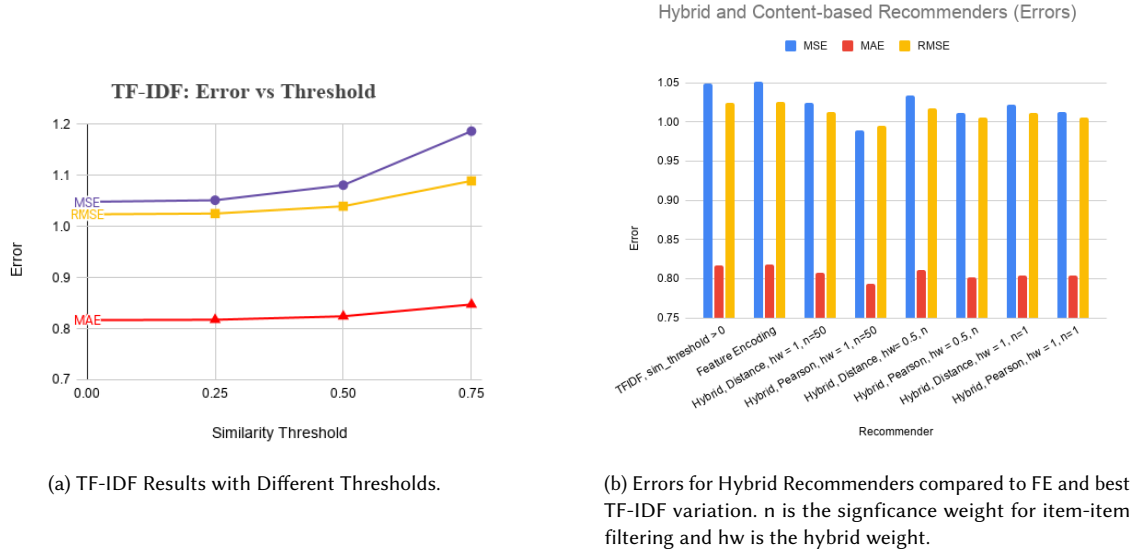 TF-IDF: Error vs Threshold
1.2
1.1
1.0
0.9
0.8
0.7
Error
MSE
RMSE
MAE
0.00 0.25 0.50 0.75
Similarity Threshold
(a) TF-IDF Results with Different Thresholds.
Hybrid and Content-based Recommenders (Errors)
MSE MAE RMSE
1.05
1.00
0.95
0.90
0.85
0.80
0.75
Error
TFIDF, sim_threshold > 0
Feature Encoding
Hybrid, Distance, hw = 1, n=50
Hybrid, Pearson, hw = 1, n=50
Hybrid, Distance, hw= 0.5, n
Hybrid, Pearson, hw = 0.5, n
Hybrid, Distance, hw = 1, n=1
Hybrid, Pearson, hw = 1, n=1
Recommender
(b) Errors for Hybrid Recommenders compared to FE and best
TF-IDF variation. n is the signficance weight for item-item
filtering and hw is the hybrid weight.